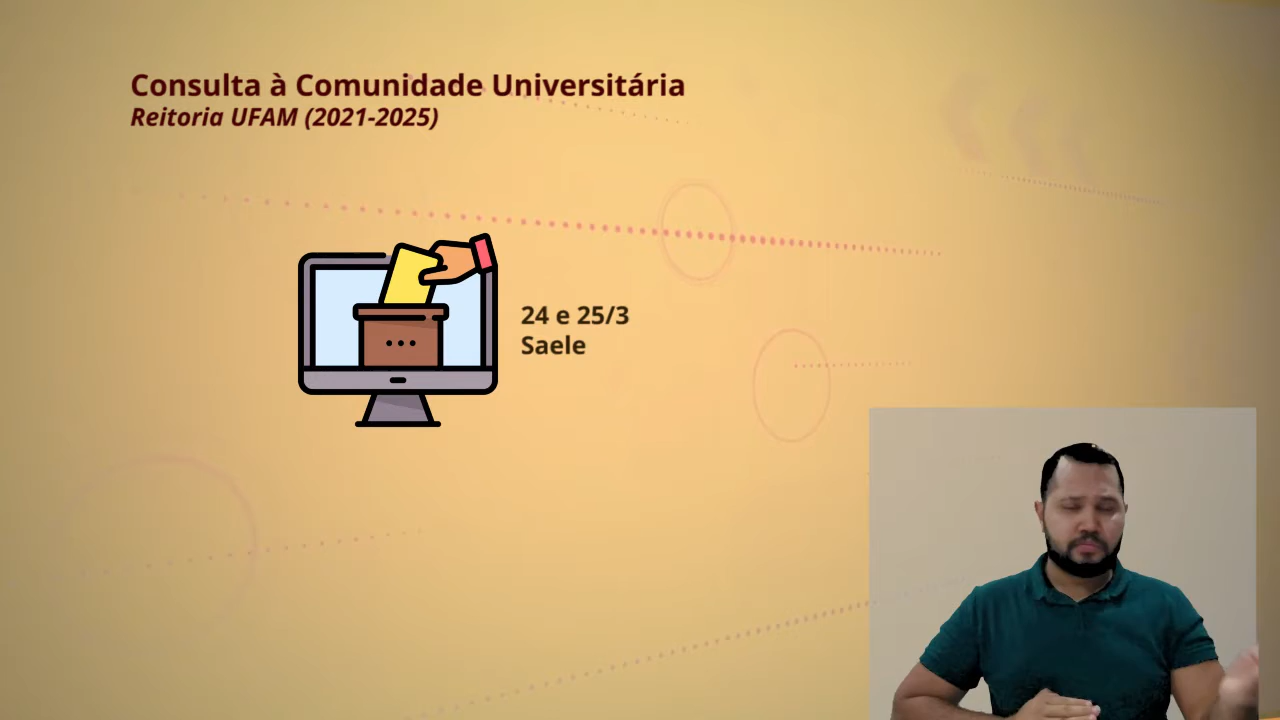 Consulta à Comunidade Universitária
Reitoria UFAM (2021-2025)
24 e 25/3
Saele